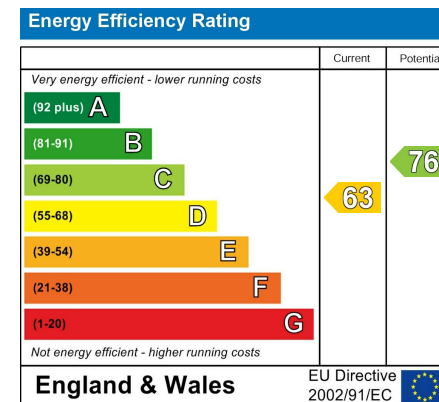 Energy Efficiency Rating
Current Potentia
Very energy efficient - lower running costs
(92 plus) A
(81-91) B
(69-80) C
(55-68) D
(39-54) E
(21-38) F
(1-20) G
63
76
Not energy efficient - higher running costs
England & Wales
EU Directive
2002/91/EC